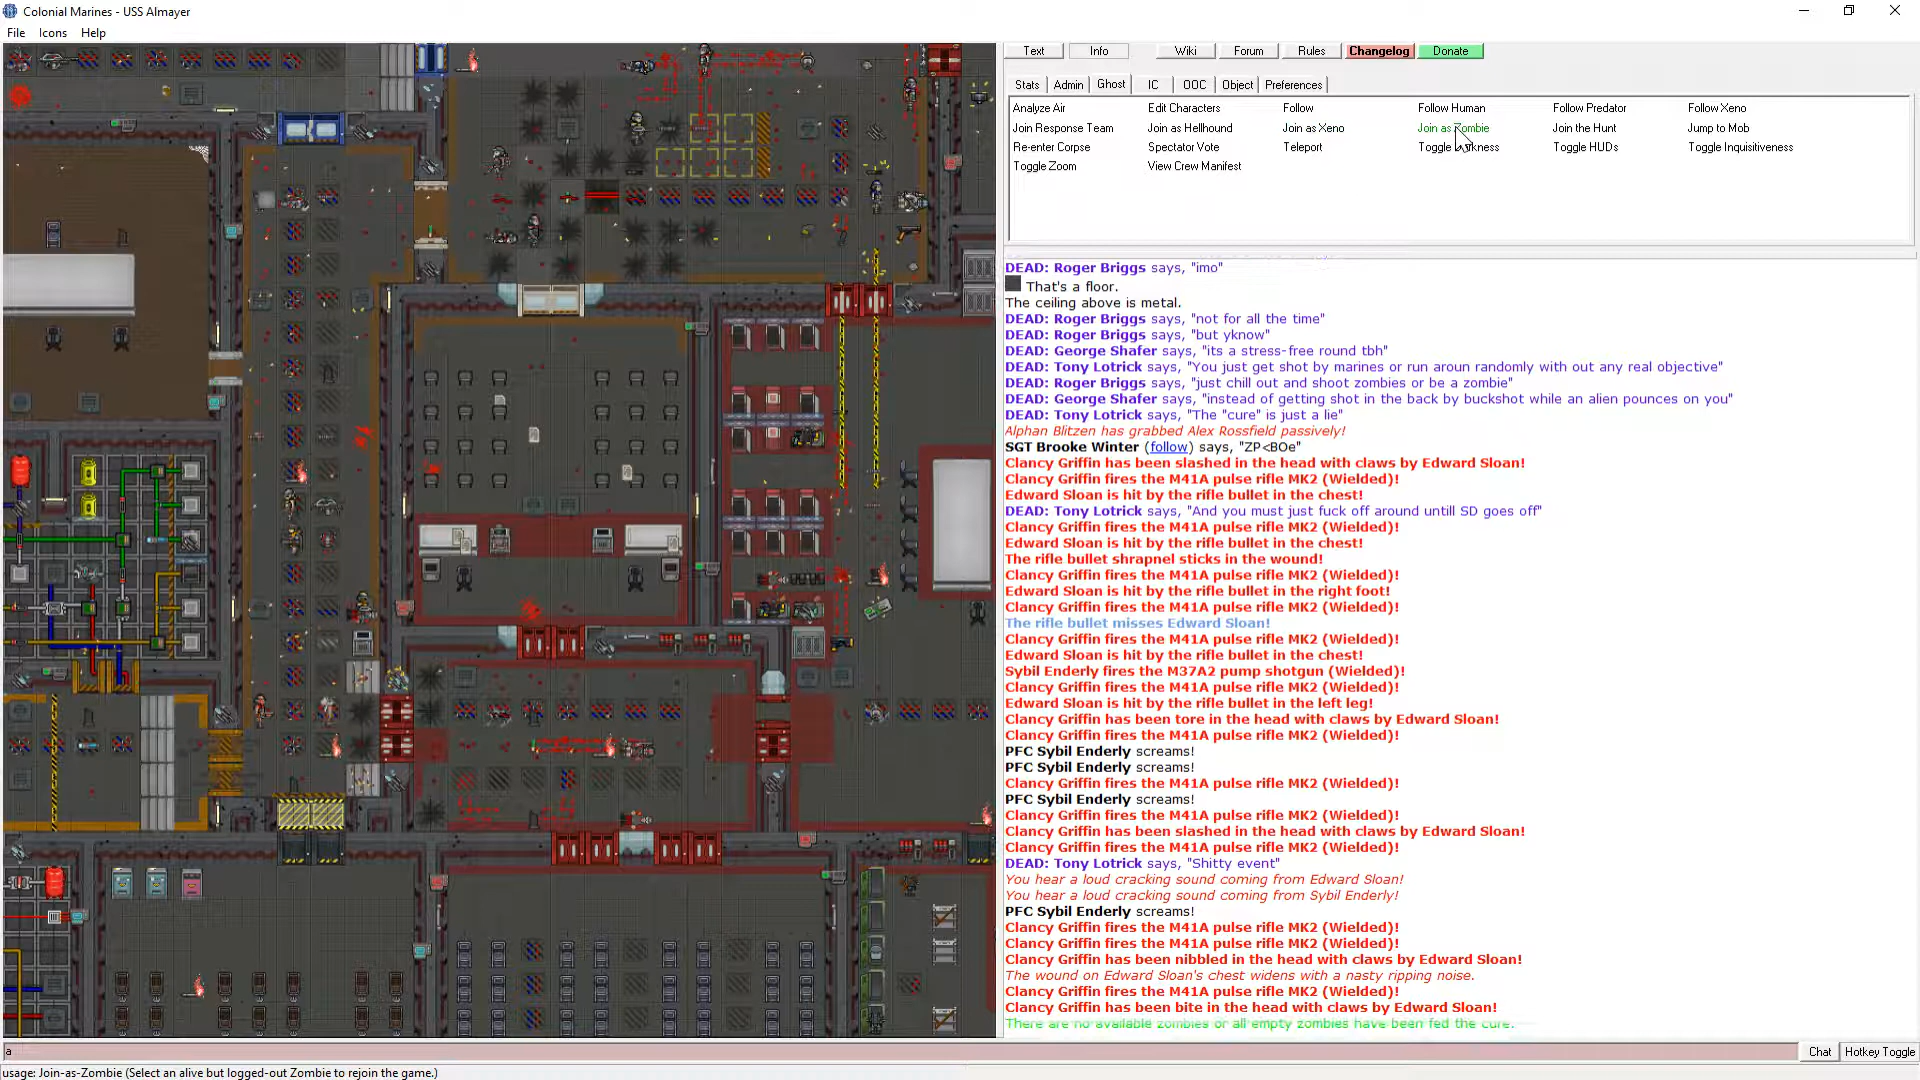 Colonial Marines - USS Almayer
File Icons Help
Text Info Wiki Forum Rules Changelog Donate
Stats Admin Ghost IC OOC Object Preferences
Analyze Air Edit Characters Follow Follow Human Follow Predator Follow Xeno
Join Response Team Join as Hellhound Join as Xeno Join as Zombie Join the Hunt Jump to Mob
Re-enter Corpse Spectator Vote Teleport Toggle Toggle HUDs Toggle Inquisitiveness
Toggle Zoom View Crew Manifest
DEAD: Roger Briggs says, "imo"
That's a floor.
The ceiling above is metal.
DEAD: Roger Briggs says, "not for all the time"
DEAD: Roger Briggs says, "but yknow"
DEAD: George Shafer says, "its a stress-free round tbh"
DEAD: Tony Lotrick says, "You just get shot by marines or run aroun randomly with out any real objective"
DEAD: Roger Briggs says, "just chill out and shoot zombies or be a zombie"
DEAD: George Shafer says, "instead of getting shot in the back by buckshot while an alien pounces on you"
DEAD: Tony Lotrick says, "The "cure" is just a lie"
Alphan Blitzen has grabbed Alex Rossfield passively!
SGT Brooke Winter (follow) says, "ZP<BOe"
Clancy Griffin has been slashed in the head with claws by Edward Sloan!
Clancy Griffin fires the M41A pulse rifle MK2 (Wielded)!
Edward Sloan is hit by the rifle bullet in the chest!
DEAD: Tony Lotrick says, "And you must just fuck off around untill SD goes off"
Clancy Griffin fires the M41A pulse rifle MK2 (Wielded)!
Edward Sloan is hit by the rifle bullet in the chest!
The rifle bullet shrapnel sticks in the wound!
Clancy Griffin fires the M41A pulse rifle MK2 (Wielded)!
Edward Sloan is hit by the rifle bullet in the right foot!
Clancy Griffin fires the M41A pulse rifle MK2 (Wielded)!
The rifle bullet misses Edward Sloan!
Clancy Griffin fires the M41A pulse rifle MK2 (Wielded)!
Edward Sloan is hit by the rifle bullet in the chest!
Sybil Enderly fires the M37A2 pump shotgun (Wielded)!
Clancy Griffin fires the M41A pulse rifle MK2 (Wielded)!
Edward Sloan is hit by the rifle bullet in the left leg!
Clancy Griffin has been tore in the head with claws by Edward Sloan!
Clancy Griffin fires the M41A pulse rifle MK2 (Wielded)!
PFC Sybil Enderly screams!
PFC Sybil Enderly screams!
Clancy Griffin fires the M41A pulse rifle MK2 (Wielded)!
PFC Sybil Enderly screams!
Clancy Griffin fires the M41A pulse rifle MK2 (Wielded)!
Clancy Griffin has been slashed in the head with claws by Edward Sloan!
Clancy Griffin fires the M41A pulse rifle MK2 (Wielded)!
DEAD: Tony Lotrick says, "Shitty event"
You hear a loud cracking sound coming from Edward Sloan!
You hear a loud cracking sound coming from Sybil Enderly!
PFC Sybil Enderly screams!
Clancy Griffin fires the M41A pulse rifle MK2 (Wielded)!
Clancy Griffin fires the M41A pulse rifle MK2 (Wielded)!
Clancy Griffin has been nibbled in the head with claws by Edward Sloan!
The wound on Edward Sloan's chest widens with a nasty ripping noise.
Clancy Griffin fires the M41A pulse rifle MK2 (Wielded)!
Clancy Griffin has been bite in the head with claws by Edward Sloan!
There are no available zombies or all empty zombies have been fed the cure.
a
Chat Hotkey Toggle
usage: Join-as-Zombie (Select an alive but logged-out Zombie to rejoin the game.)